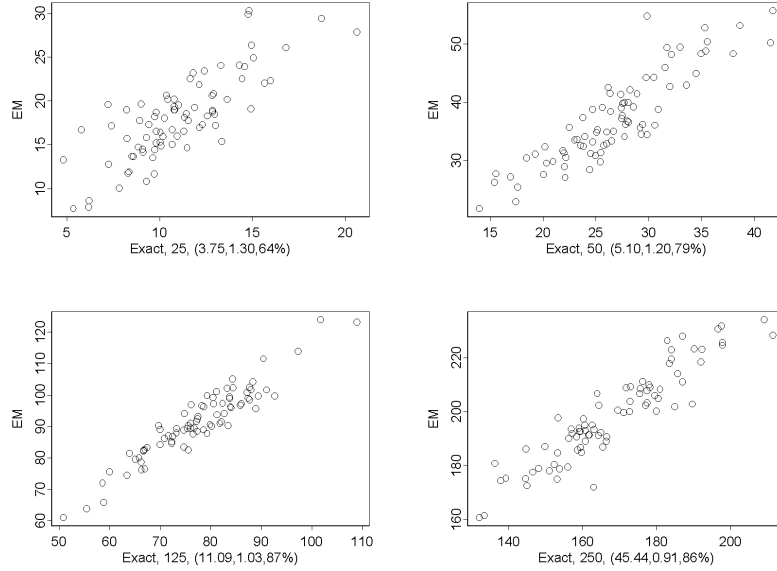 EM
30
25
20
15
10
5 10 15 20
Exact, 25, (3.75,1.30,64%)
EM
50
40
30
15 20 25 30 35 40
Exact, 50, (5.10,1.20,79%)
EM
120
110
100
90
80
70
60
50 60 70 80 90 100 110
Exact, 125, (11.09,1.03,87%)
EM
220
200
180
160
140 160 180 200
Exact, 250, (45.44,0.91,86%)